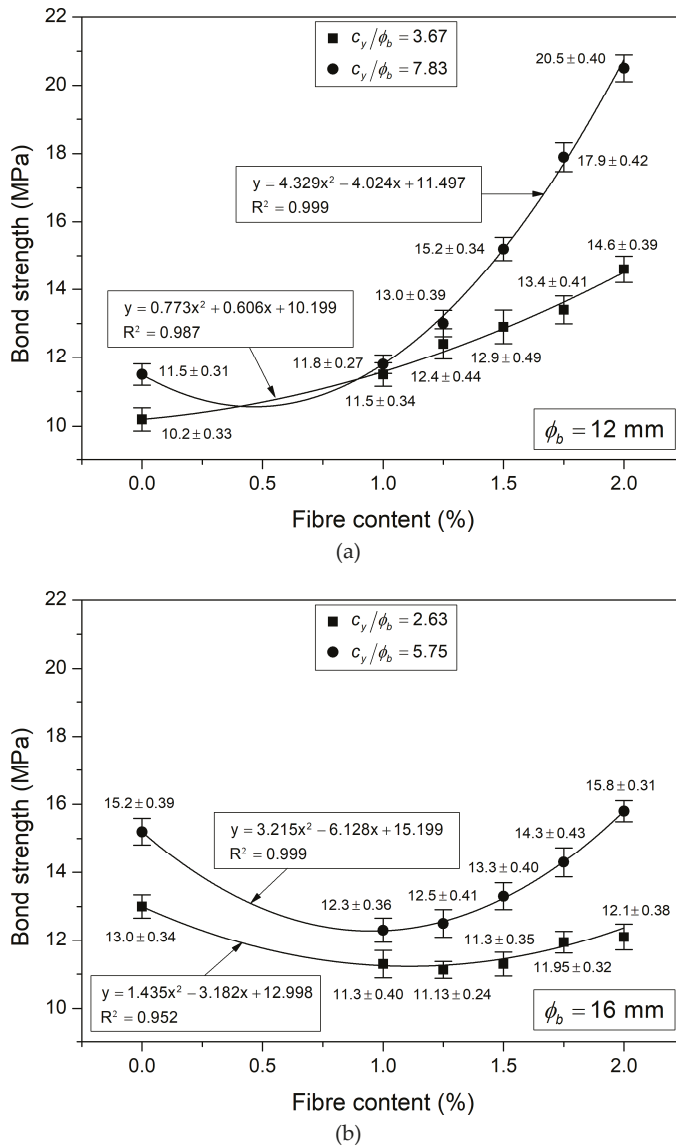 22
20
18
16
14
12
10
Bond strength (MPa)
c_y/ϕ_b = 3.67
c_y/ϕ_b = 7.83
20.5 ± 0.40
17.9 ± 0.42
y – 4.329x² – 4.024x + 11.497
R² = 0.999
15.2 ± 0.34
14.6 ± 0.39
13.4 ± 0.41
13.0 ± 0.39
y = 0.773x² + 0.606x + 10.199
R² = 0.987
12.9 ± 0.49
11.5 ± 0.31
11.8 ± 0.27
12.4 ± 0.44
11.5 ± 0.34
10.2 ± 0.33
ϕ_b = 12 mm
0.0 0.5 1.0 1.5 2.0
Fibre content (%)
(a)
22
20
18
16
14
12
10
Bond strength (MPa)
c_y/ϕ_b = 2.63
c_y/ϕ_b = 5.75
15.8 ± 0.31
15.2 ± 0.39
14.3 ± 0.43
y = 3.215x² – 6.128x + 15.199
R² = 0.999
13.3 ± 0.40
12.3 ± 0.36
12.5 ± 0.41
12.1 ± 0.38
13.0 ± 0.34
11.3 ± 0.35
11.95 ± 0.32
y = 1.435x² – 3.182x + 12.998
R² = 0.952
11.3 ± 0.40
11.13 ± 0.24
ϕ_b = 16 mm
0.0 0.5 1.0 1.5 2.0
Fibre content (%)
(b)